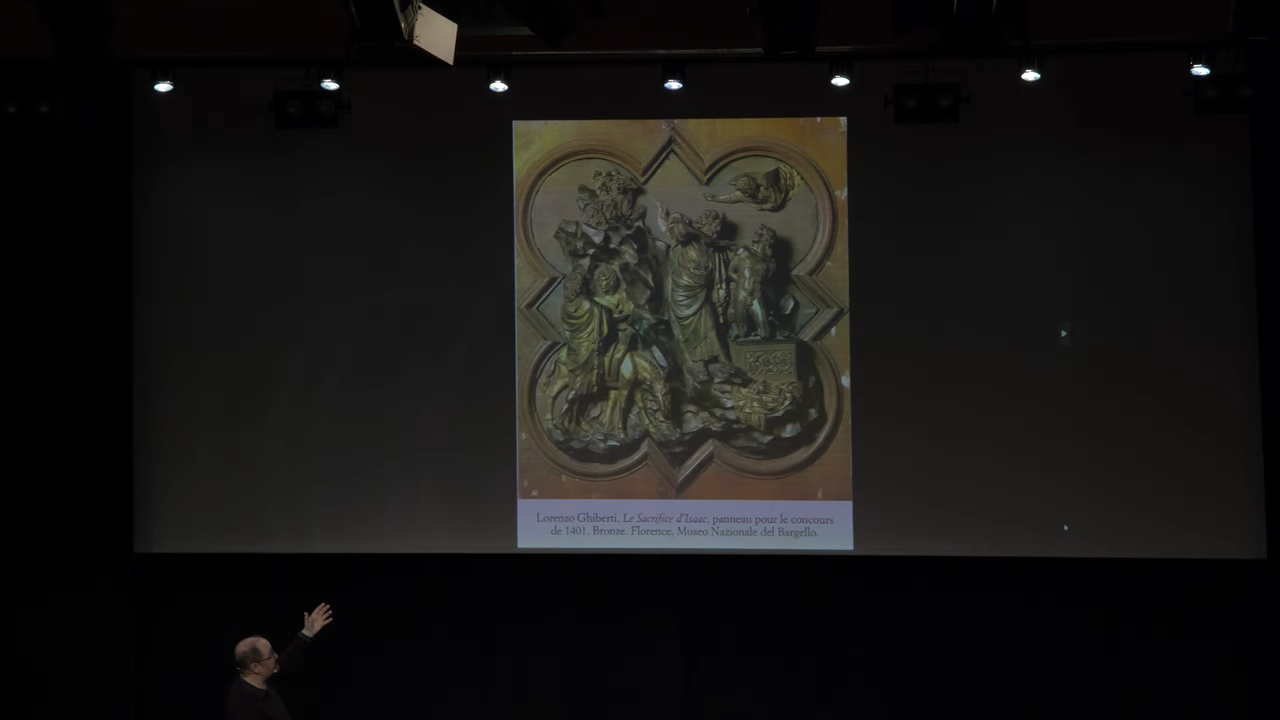 Lorenzo Ghiberti, Le Sacrifice d'Isaac, panneau pour le concours
de 1401. Bronze. Florence, Museo Nazionale del Bargello.